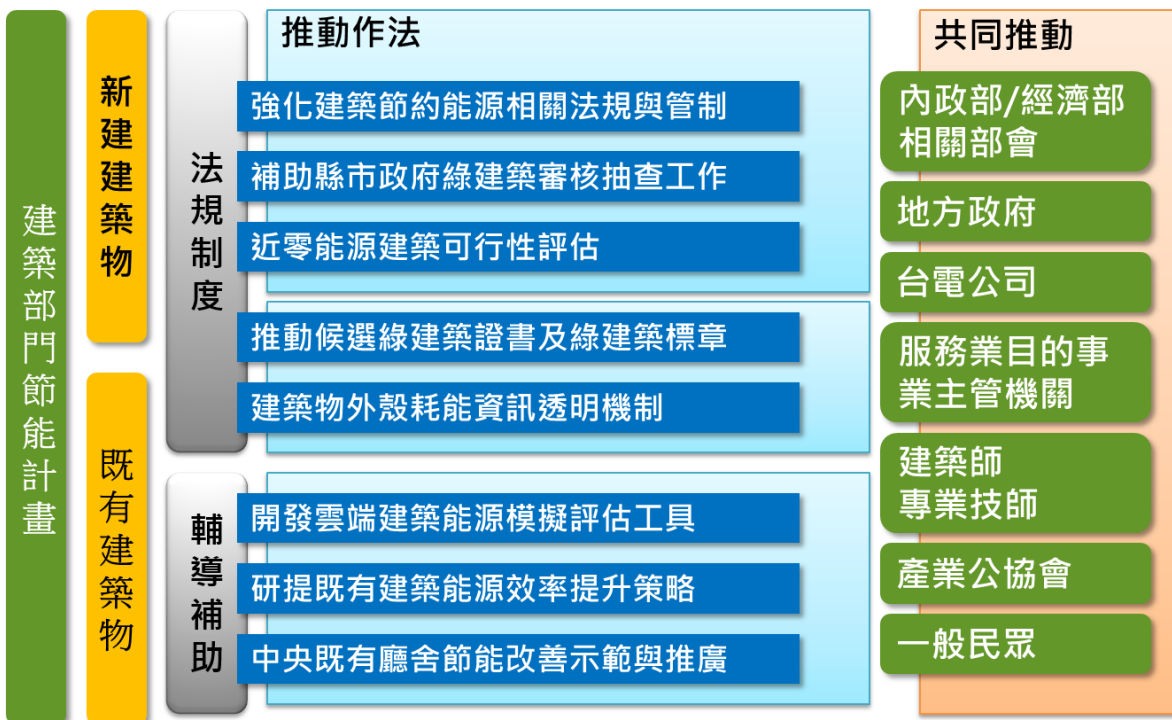 建築部門節能計畫
新建建築物
既有建築物
法規制度
輔導補助
推動作法
強化建築節約能源相關法規與管制
補助縣市政府綠建築審核抽查工作
近零能源建築可行性評估
推動候選綠建築證書及綠建築標章
建築物外殼耗能資訊透明機制
開發雲端建築能源模擬評估工具
研提既有建築能源效率提升策略
中央既有廳舍節能改善示範與推廣
共同推動
內政部/經濟部
相關部會
地方政府
台電公司
服務業目的事
業主管機關
建築師
專業技師
產業公協會
一般民眾